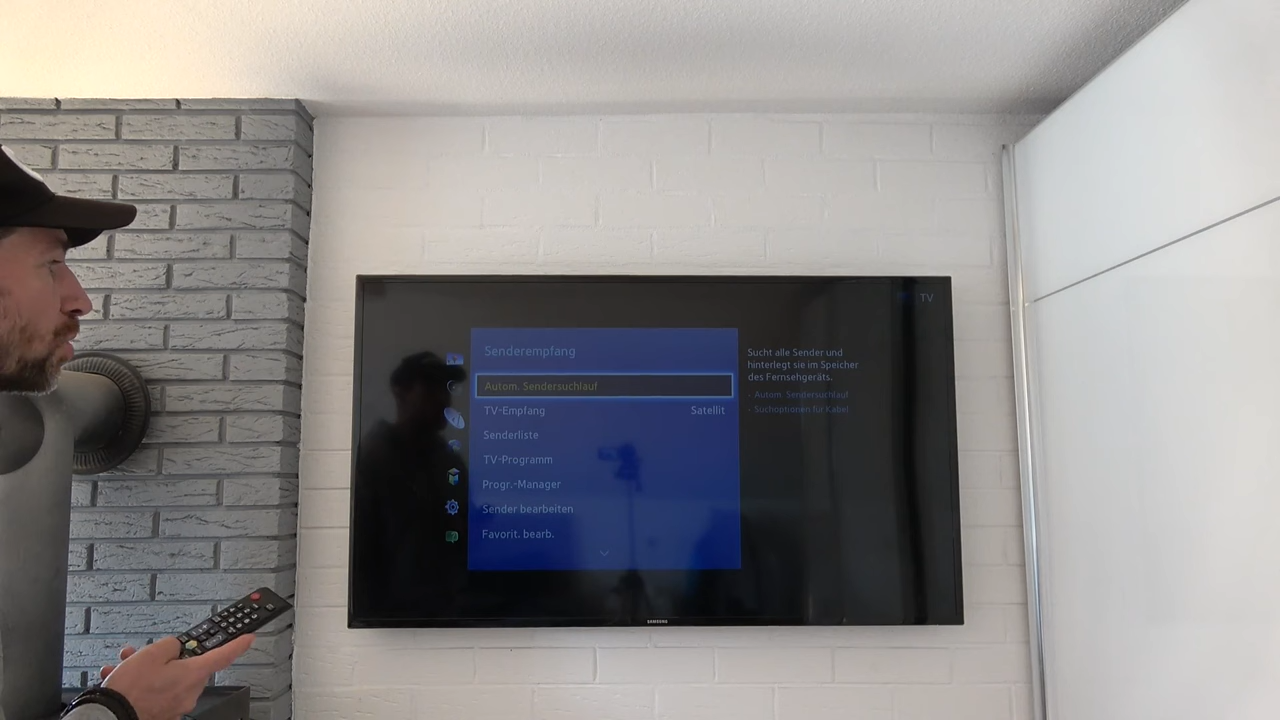 TV
Senderempfang
Autom. Sendersuchlauf
TV-Empfang Satellit
Senderliste
TV-Programm
Progr.-Manager
Sender bearbeiten
Favorit. bearb.
Sucht alle Sender und
hinterlegt sie im Speicher
des Fernsehgeräts.
- Autom. Sendersuchlauf
- Suchoptionen für Kabel
SAMSUNG